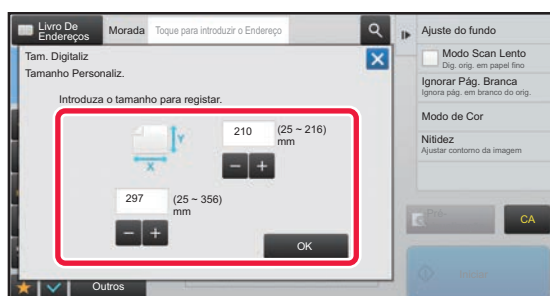 Livro De
Endereços
Morada
Toque para introduzir o Endereço
Tam. Digitaliz
Tamanho Personaliz.
Introduza o tamanho para registar.
Y
X
210
(25 ~ 216)
mm
297
(25 ~ 356)
mm
OK
Outros
Ajuste do fundo
Modo Scan Lento
Dig. orig. em papel fino
Ignorar Pág. Branca
Ignora pág. em branco do orig.
Modo de Cor
Nitidez
Ajustar contorno da imagem
CA
Iniciar